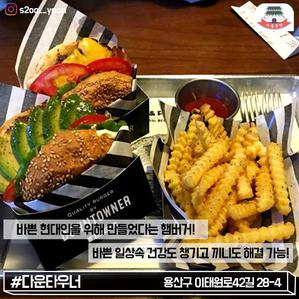 s2oo_yeon
QUALITY BURGER
DOWNTOWNER
바쁜 현대인을 위해 만들었다는 햄버거!
바쁜 일상속 건강도 챙기고 끼니도 해결 가능!
#다운타우너
용산구 이태원로42길 28-4